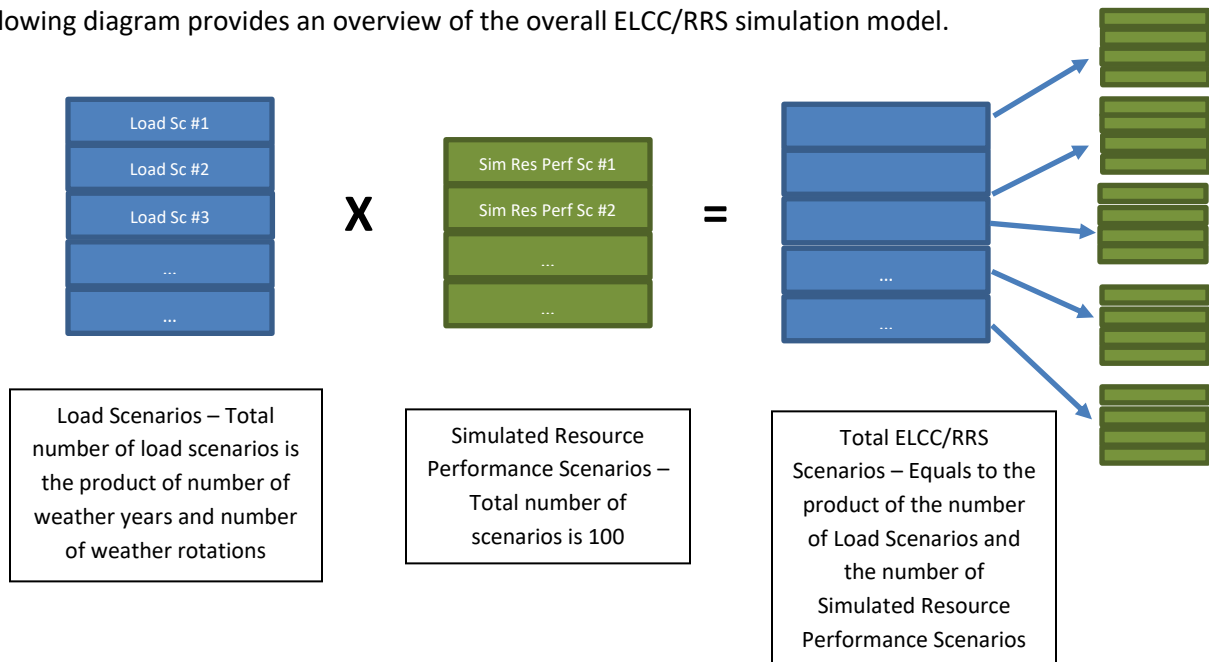 lowing diagram provides an overview of the overall ELCC/RRS simulation model.
Load Sc #1
Load Sc #2
Load Sc #3
...
...
X
Sim Res Perf Sc #1
Sim Res Perf Sc #2
...
...
=
...
...
Load Scenarios – Total
number of load scenarios is
the product of number of
weather years and number
of weather rotations
Simulated Resource
Performance Scenarios –
Total number of
scenarios is 100
Total ELCC/RRS
Scenarios – Equals to the
product of the number
of Load Scenarios and
the number of
Simulated Resource
Performance Scenarios